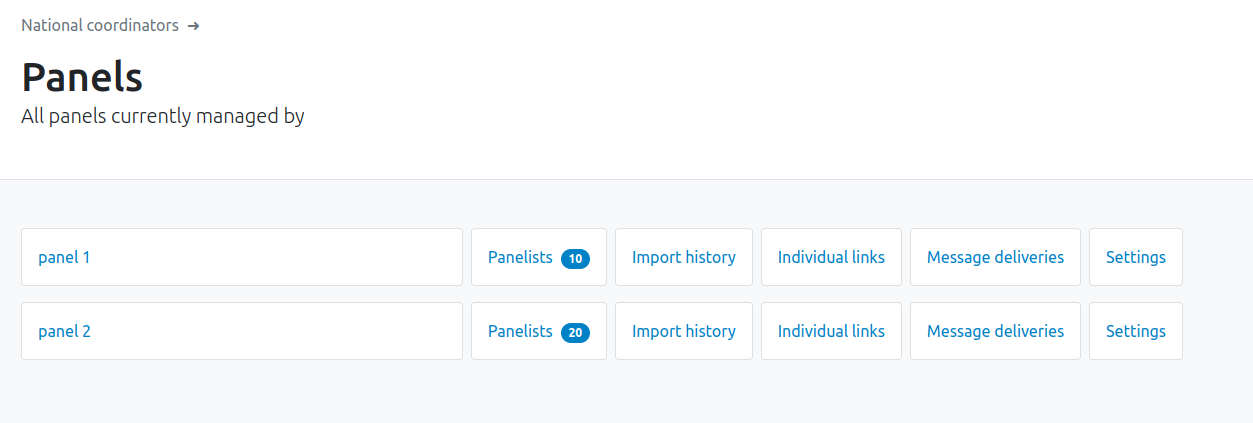 National coordinators →
Panels
All panels currently managed by
panel 1 Panelists 10 Import history Individual links Message deliveries Settings
panel 2 Panelists 20 Import history Individual links Message deliveries Settings